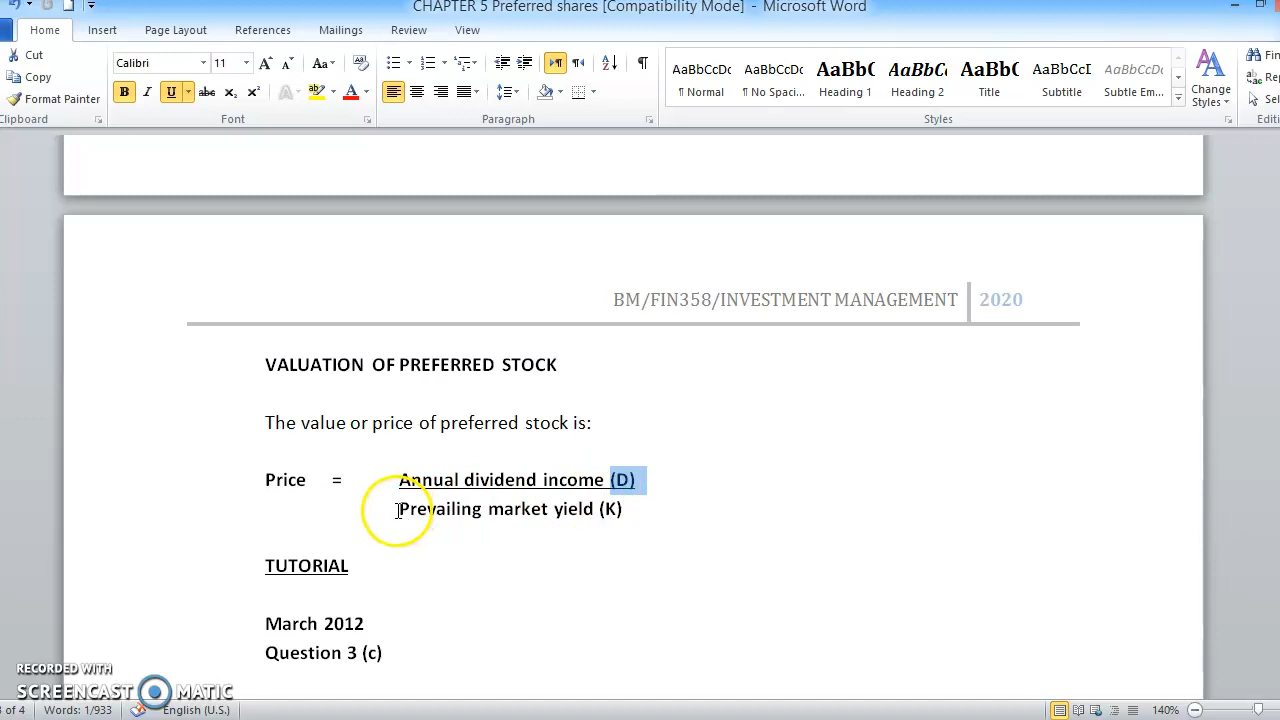 CHAPTER 5 Preferred shares [Compatibility Mode] - Microsoft Word
Home Insert Page Layout References Mailings Review View
Cut
Copy
Format Painter
Calibri 11
Clipboard Font Paragraph Styles
AaBbCcDc AaBbCcDc AaBbC AaBbCc AaBbC AaBbCcI AaBbCcDc
¶ Normal ¶ No Spaci... Heading 1 Heading 2 Title Subtitle Subtle Em...
Change
Styles
BM/FIN358/INVESTMENT MANAGEMENT 2020
VALUATION OF PREFERRED STOCK
The value or price of preferred stock is:
Price = Annual dividend income (D)
Prevailing market yield (K)
TUTORIAL
March 2012
Question 3 (c)
RECORDED WITH
SCREENCAST MATIC
of 4 Words: 1/933 English (U.S.) 140%